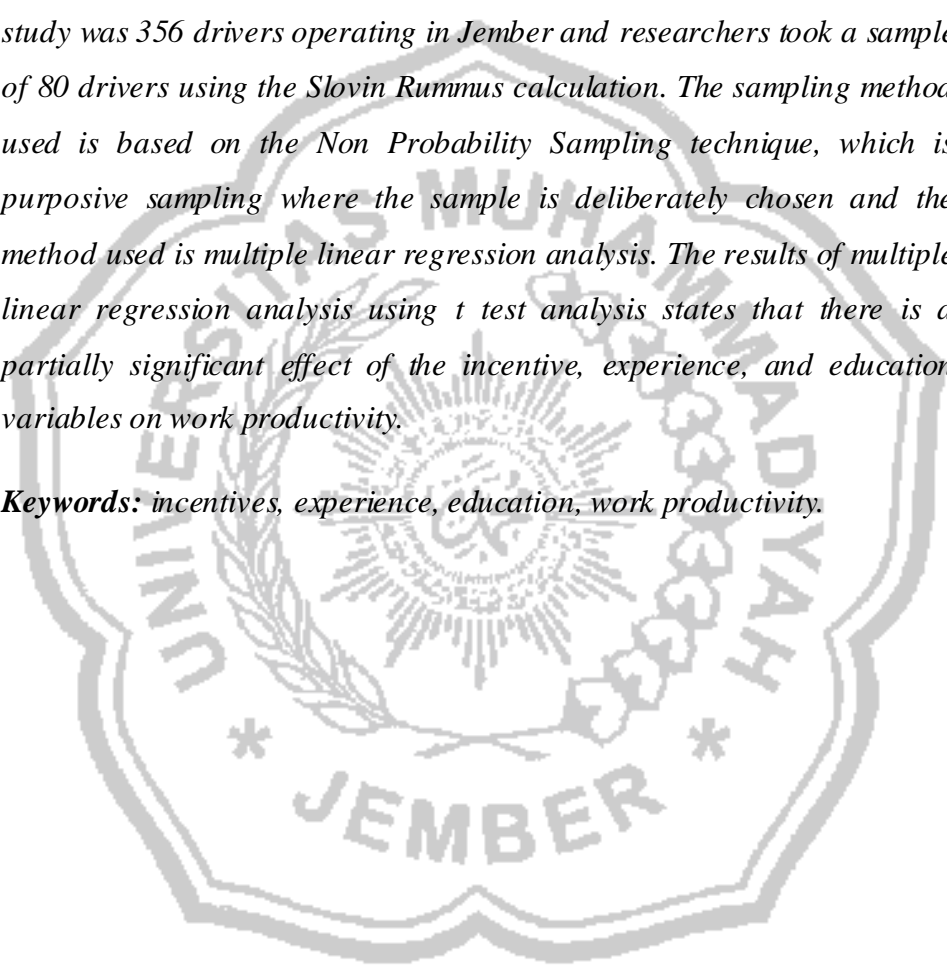 study was 356 drivers operating in Jember and researchers took a sample
of 80 drivers using the Slovin Rummus calculation. The sampling method
used is based on the Non Probability Sampling technique, which is
purposive sampling where the sample is deliberately chosen and the
method used is multiple linear regression analysis. The results of multiple
linear regression analysis using t test analysis states that there is a
partially significant effect of the incentive, experience, and education
variables on work productivity.
Keywords: incentives, experience, education, work productivity.
UNIVERSITAS MUHAMMADIYAH
* JEMBER *